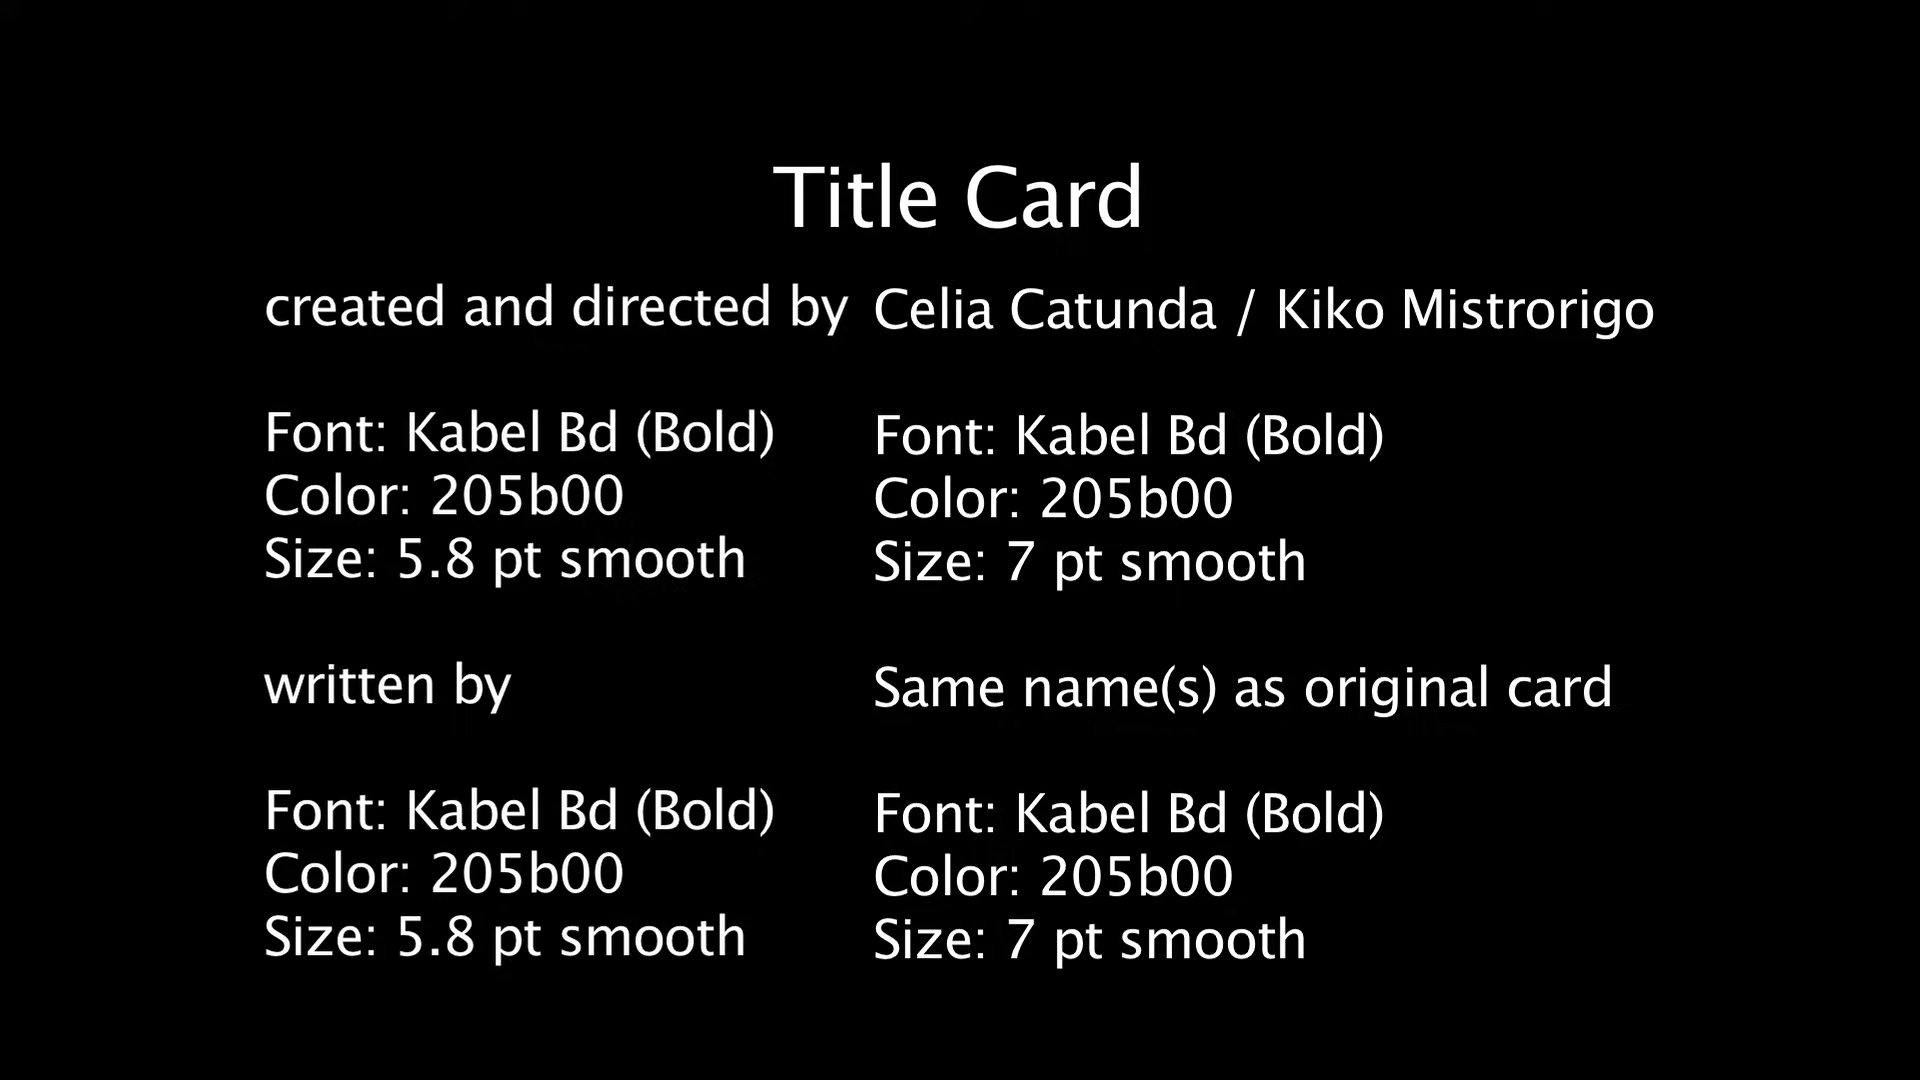 Title Card
created and directed by Celia Catunda / Kiko Mistrorigo
Font: Kabel Bd (Bold) Font: Kabel Bd (Bold)
Color: 205b00 Color: 205b00
Size: 5.8 pt smooth Size: 7 pt smooth
written by Same name(s) as original card
Font: Kabel Bd (Bold) Font: Kabel Bd (Bold)
Color: 205b00 Color: 205b00
Size: 5.8 pt smooth Size: 7 pt smooth